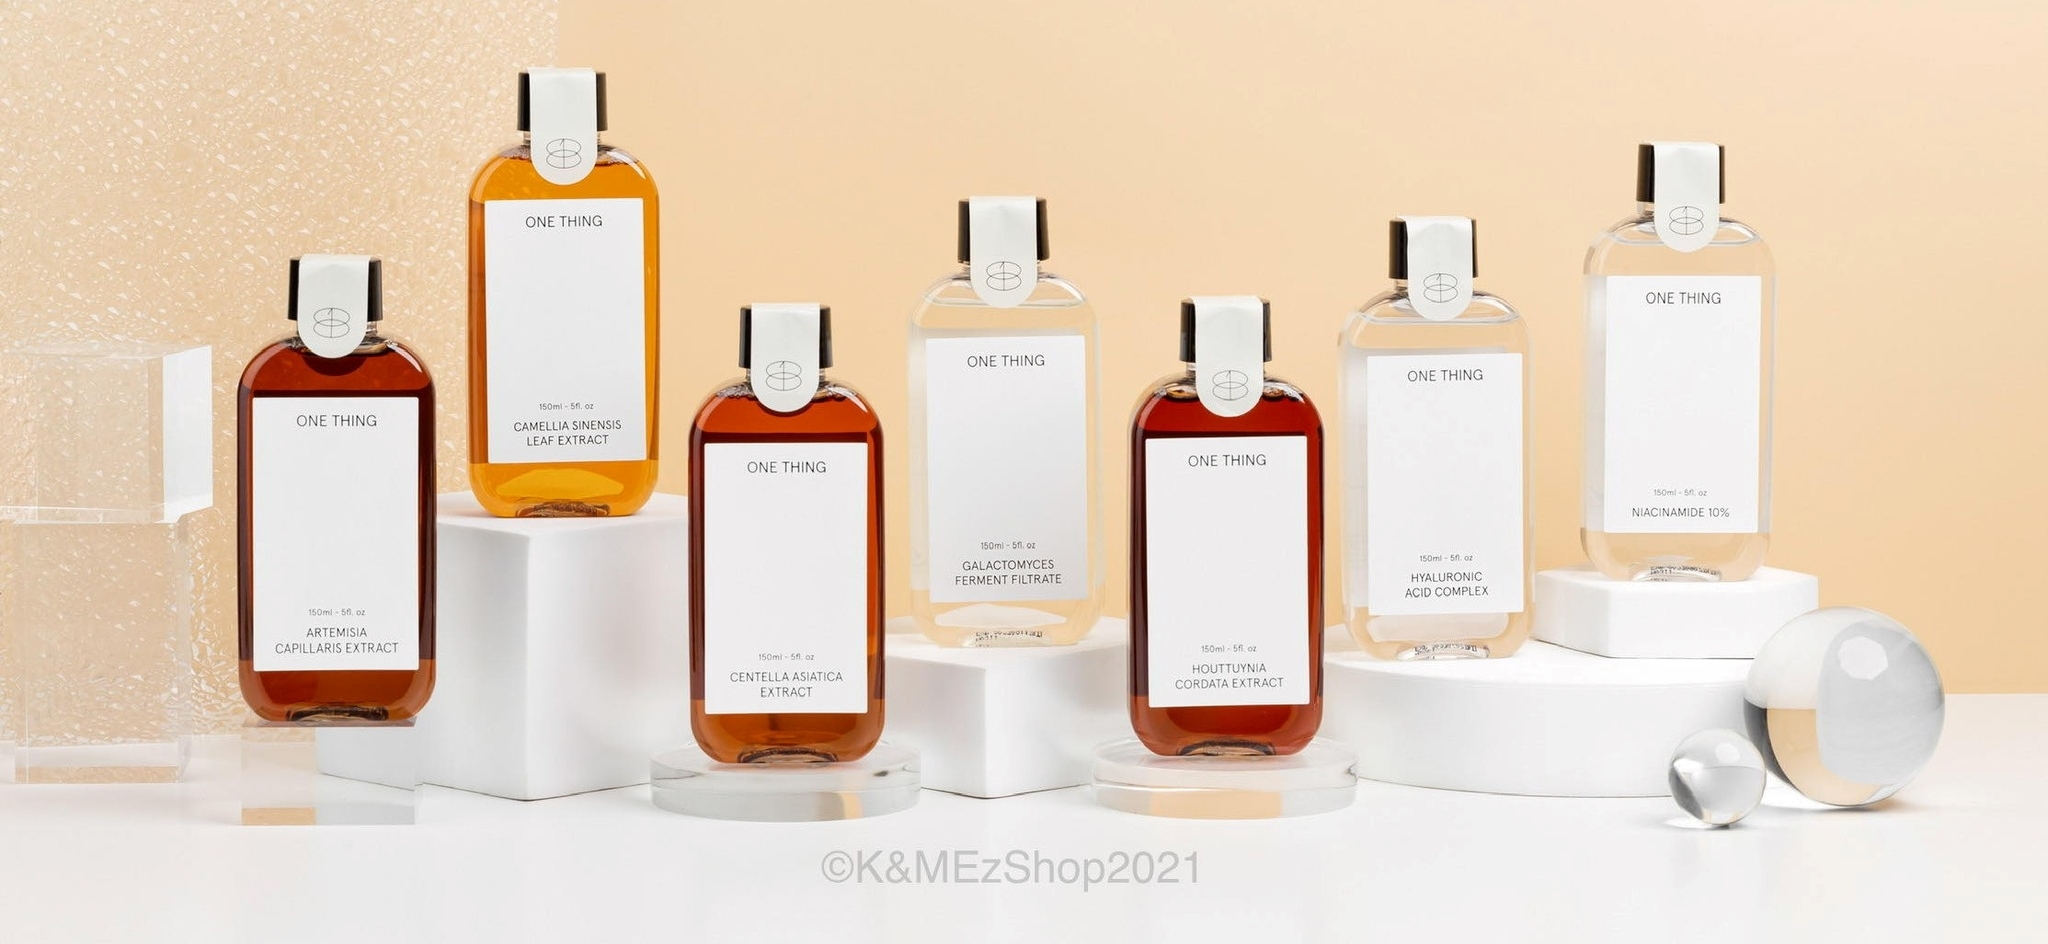 ONE THING
150ml - 5fl. oz
ARTEMISIA
CAPILLARIS EXTRACT
ONE THING
150ml - 5fl. oz
CAMELLIA SINENSIS
LEAF EXTRACT
ONE THING
150ml - 5fl. oz
CENTELLA ASIATICA
EXTRACT
ONE THING
150ml - 5fl. oz
GALACTOMYCES
FERMENT FILTRATE
ONE THING
150ml - 5fl. oz
HOUTTUYNIA
CORDATA EXTRACT
ONE THING
150ml - 5fl. oz
HYALURONIC
ACID COMPLEX
ONE THING
150ml - 5fl. oz
NIACINAMIDE 10%
©K&MEzShop2021